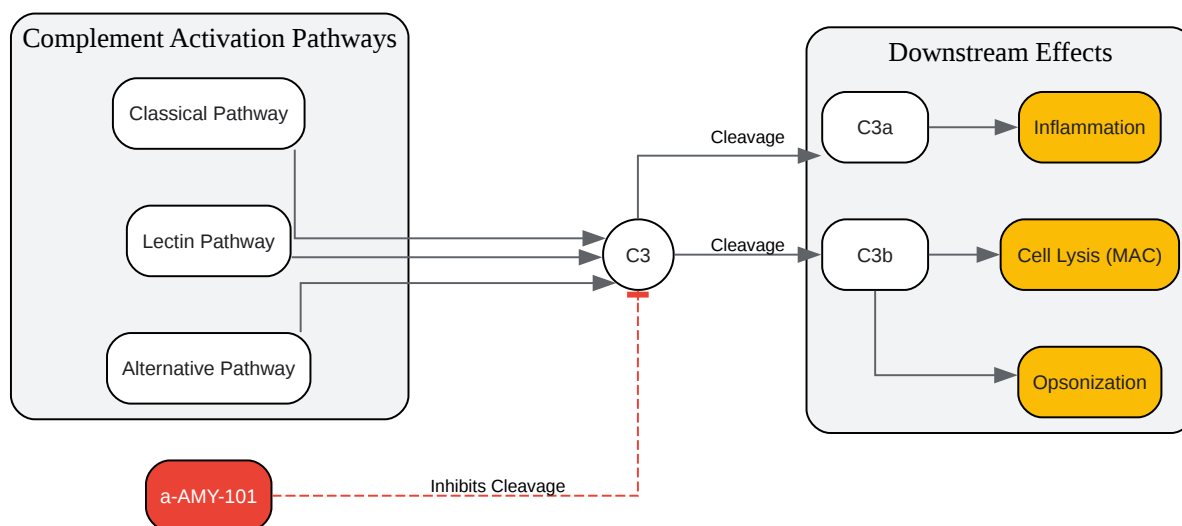 Complement Activation Pathways
Classical Pathway
Lectin Pathway
Alternative Pathway
a-AMY-101
Inhibits Cleavage
C3
Cleavage
Cleavage
Downstream Effects
C3a
Inflammation
C3b
Cell Lysis (MAC)
Opsonization